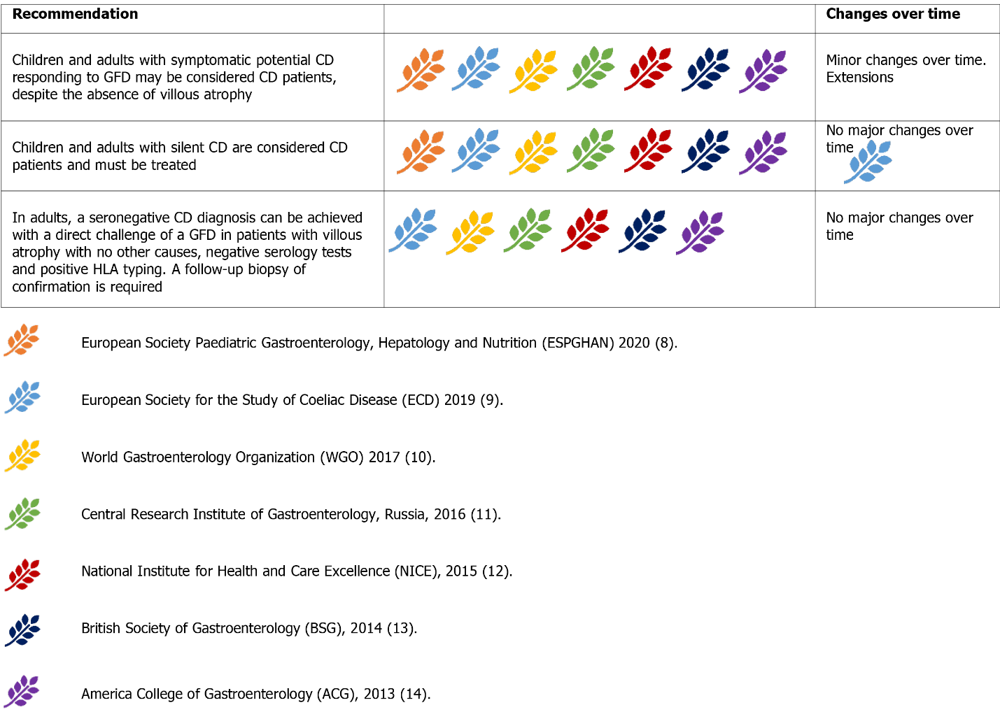 Recommendation
Changes over time
Children and adults with symptomatic potential CD
responding to GFD may be considered CD patients,
despite the absence of villous atrophy
Minor changes over time.
Extensions
Children and adults with silent CD are considered CD
patients and must be treated
No major changes over
time
In adults, a seronegative CD diagnosis can be achieved
with a direct challenge of a GFD in patients with villous
atrophy with no other causes, negative serology tests
and positive HLA typing. A follow-up biopsy of
confirmation is required
No major changes over
time
European Society Paediatric Gastroenterology, Hepatology and Nutrition (ESPGHAN) 2020 (8).
European Society for the Study of Coeliac Disease (ECD) 2019 (9).
World Gastroenterology Organization (WGO) 2017 (10).
Central Research Institute of Gastroenterology, Russia, 2016 (11).
National Institute for Health and Care Excellence (NICE), 2015 (12).
British Society of Gastroenterology (BSG), 2014 (13).
America College of Gastroenterology (ACG), 2013 (14).